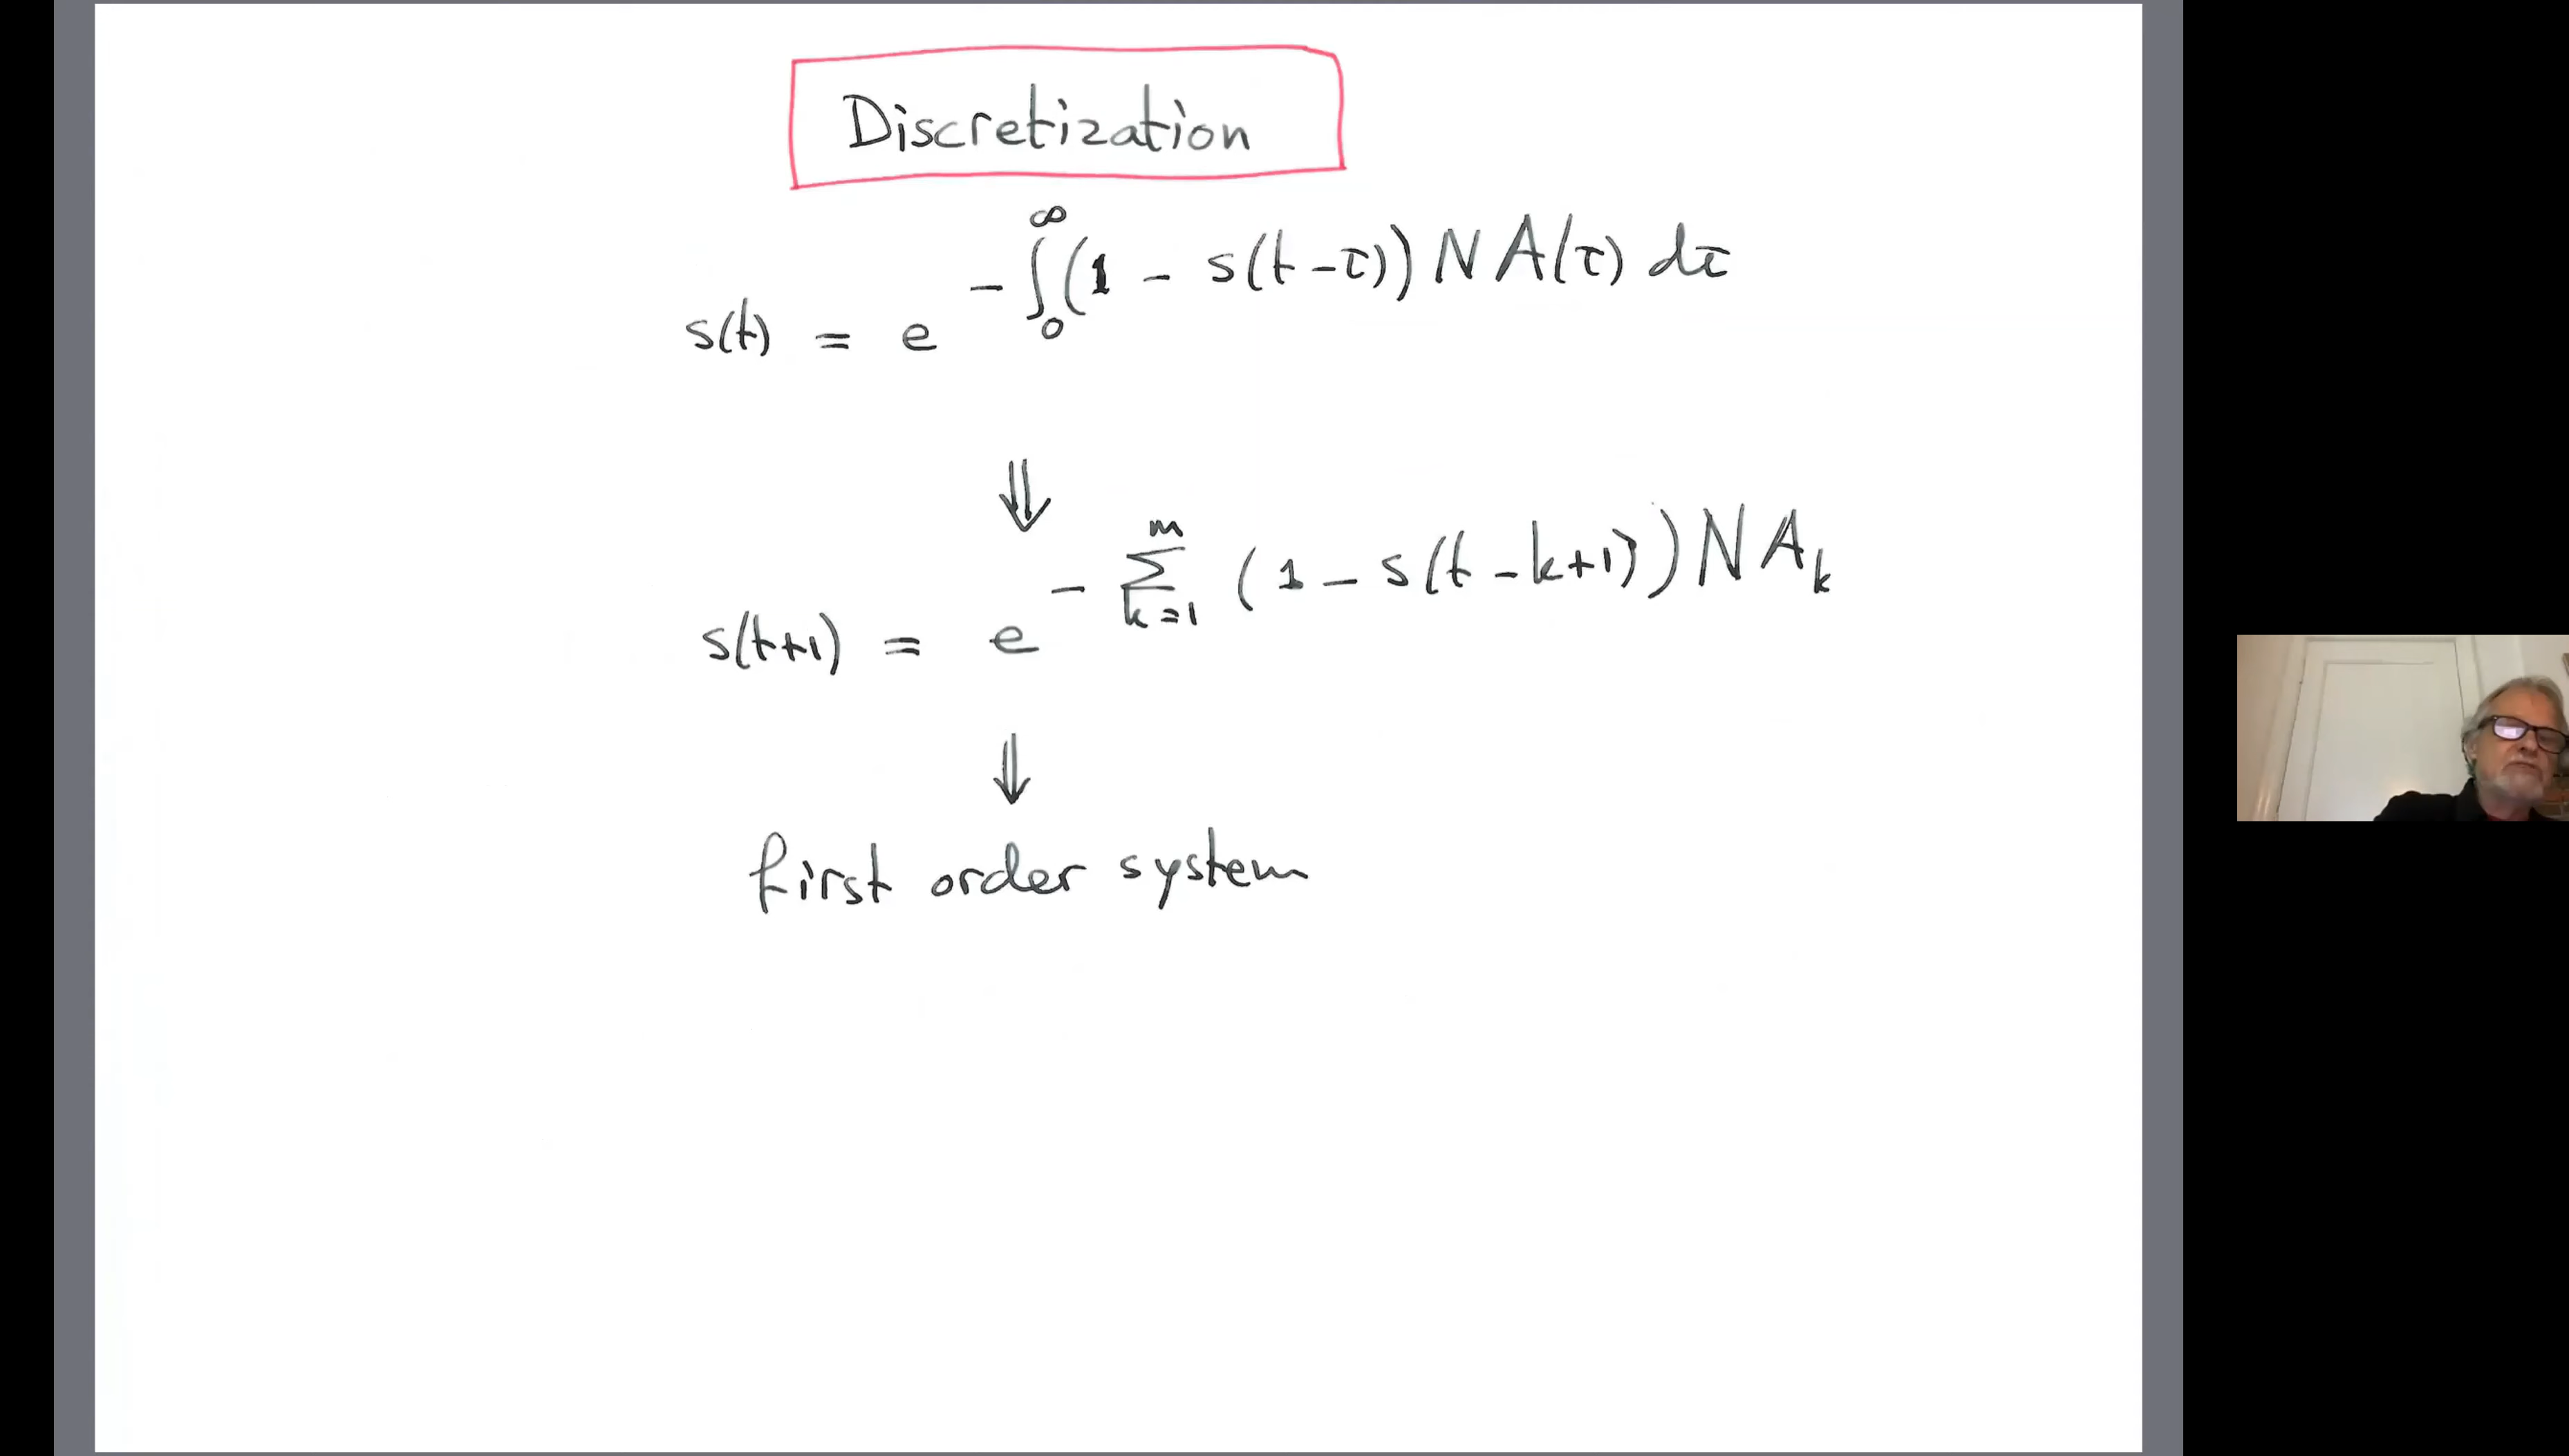 Discretization
s(t) = e^{- ∫_0^∞ (1 - s(t-τ)) N A(τ) dτ}
⇓
s(t+1) = e^{- ∑_{k=1}^{m} (1 - s(t-k+1)) N A_k}
⇓
first order system